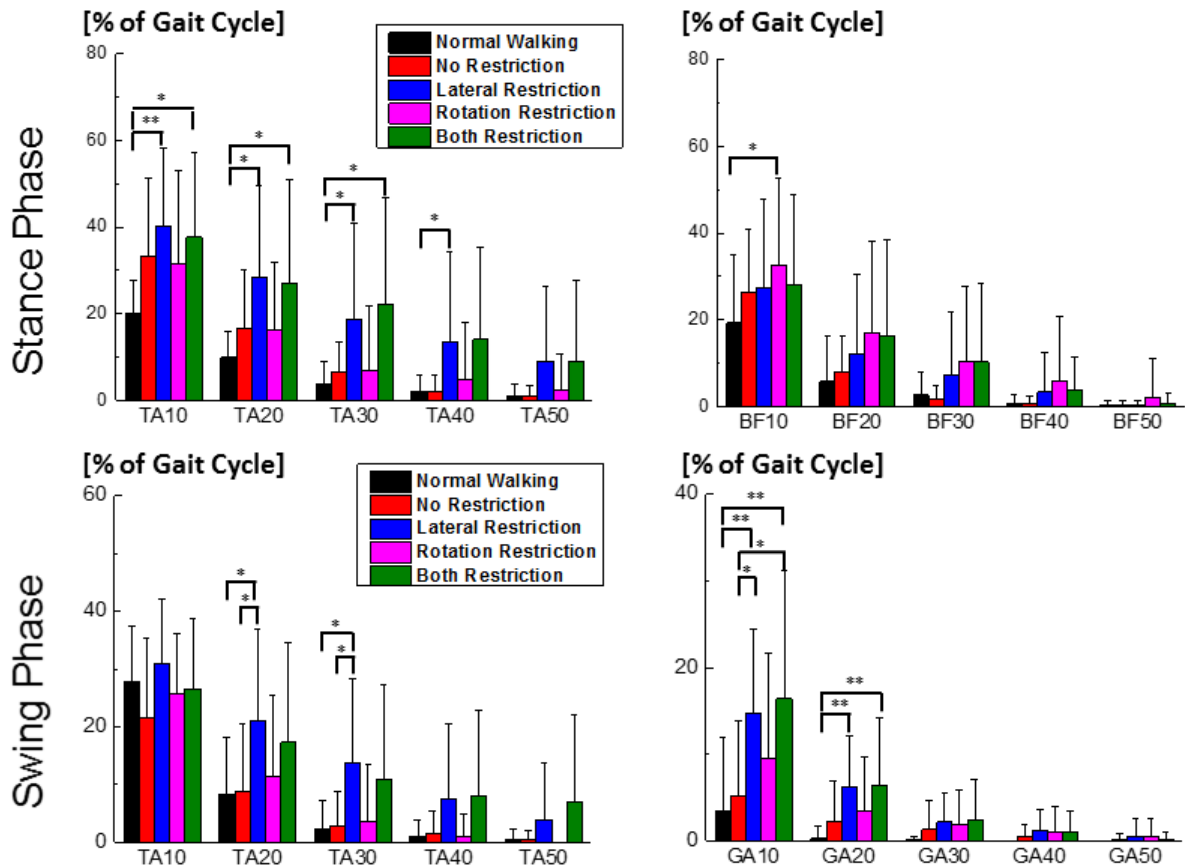 [% of Gait Cycle]
[% of Gait Cycle]
Stance Phase
80
60
40
20
0
**
*
*
*
*
*
*
Normal Walking
No Restriction
Lateral Restriction
Rotation Restriction
Both Restriction
TA10 TA20 TA30 TA40 TA50
80
60
40
20
0
*
BF10 BF20 BF30 BF40 BF50
[% of Gait Cycle]
[% of Gait Cycle]
Swing Phase
60
40
20
0
*
*
*
*
Normal Walking
No Restriction
Lateral Restriction
Rotation Restriction
Both Restriction
TA10 TA20 TA30 TA40 TA50
40
20
0
**
**
*
*
**
**
GA10 GA20 GA30 GA40 GA50